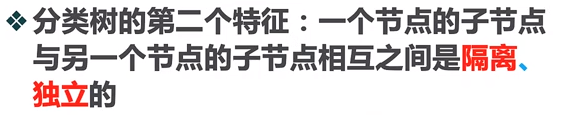 ❖分类树的第二个特征：一个节点的子节点
与另一个节点的子节点相互之间是隔离、
独立的